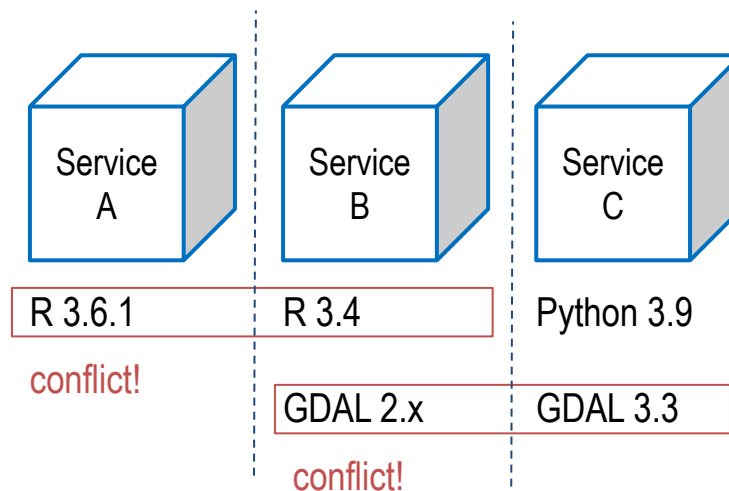 Service
A
Service
B
Service
C
R 3.6.1
R 3.4
Python 3.9
conflict!
GDAL 2.x
GDAL 3.3
conflict!